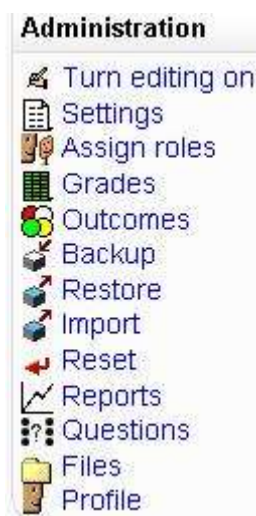 Administration
Turn editing on
Settings
Assign roles
Grades
Outcomes
Backup
Restore
Import
Reset
Reports
Questions
Files
Profile